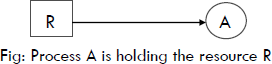 R
A
Fig: Process A is holding the resource R